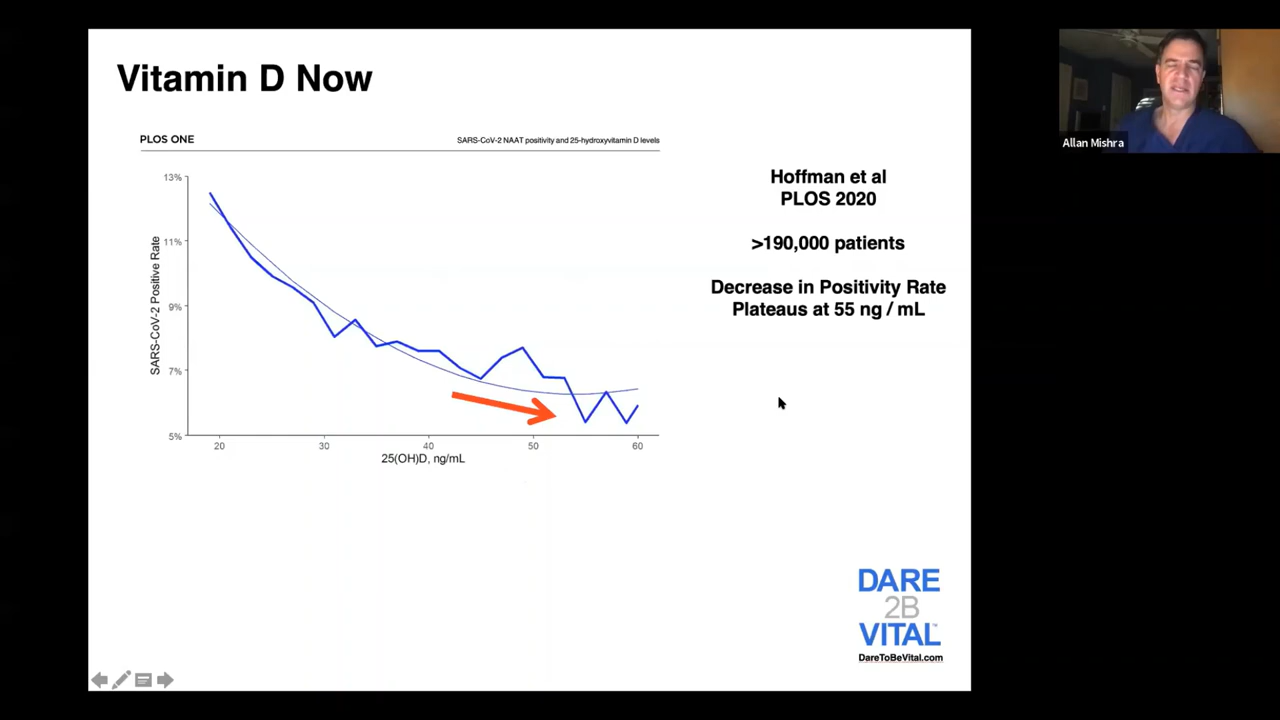 Vitamin D Now
PLOS ONE
SARS-CoV-2 NAAT positivity and 25-hydroxyvitamin D levels
13%
11%
9%
7%
5%
SARS-CoV-2 Positive Rate
20 30 40 50 60
25(OH)D, ng/mL
Hoffman et al
PLOS 2020
>190,000 patients
Decrease in Positivity Rate
Plateaus at 55 ng / mL
Allan Mishra
DARE
2B
VITAL™
DareToBeVital.com